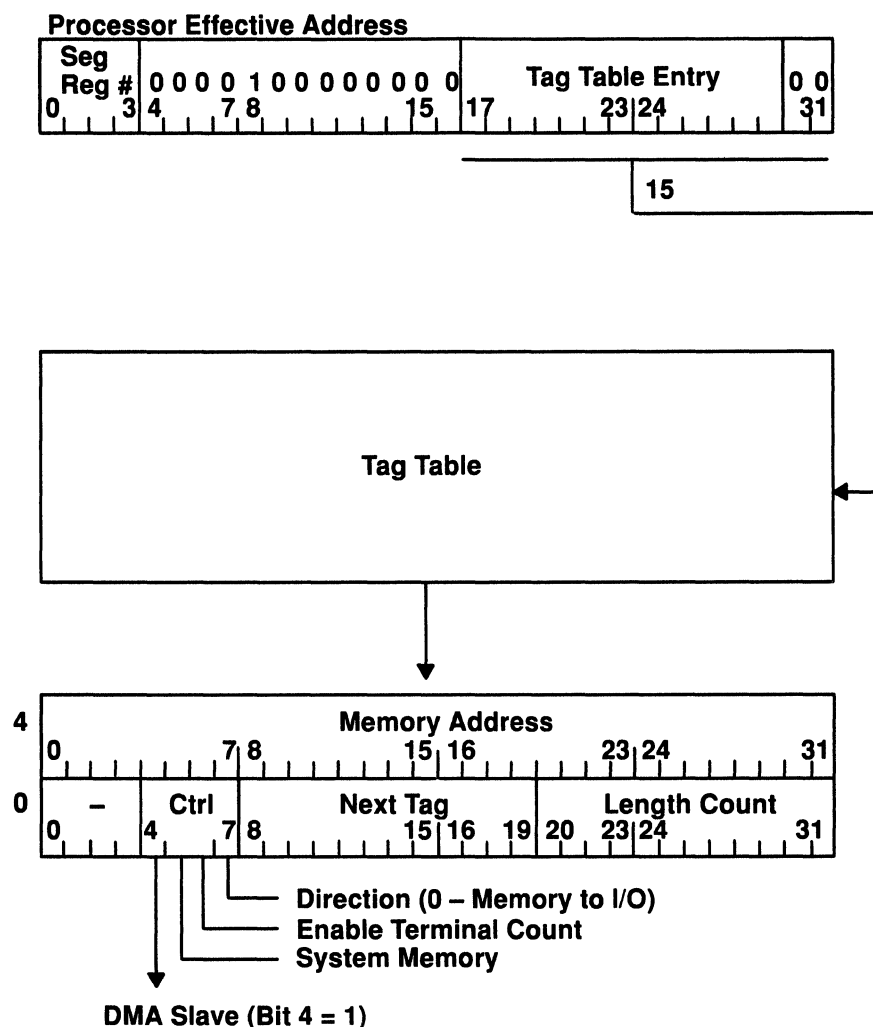 Processor Effective Address
Seg
Reg # 0 0 0 0 1 0 0 0 0 0 0 0 0 Tag Table Entry 0 0
0 3 4 7 8 15 17 23 24 31
15
Tag Table
4 Memory Address
0 7 8 15 16 23 24 31
0 – Ctrl Next Tag Length Count
0 4 7 8 15 16 19 20 23 24 31
Direction (0 – Memory to I/O)
Enable Terminal Count
System Memory
DMA Slave (Bit 4 = 1)